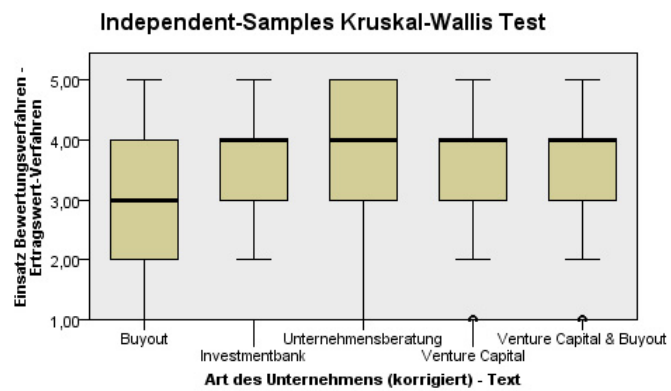 Independent-Samples Kruskal-Wallis Test
Einsatz Bewertungsverfahren -
Ertragswert-Verfahren
5,00
4,00
3,00
2,00
1,00
Buyout
Investmentbank
Unternehmensberatung
Venture Capital
Venture Capital & Buyout
Art des Unternehmens (korrigiert) - Text